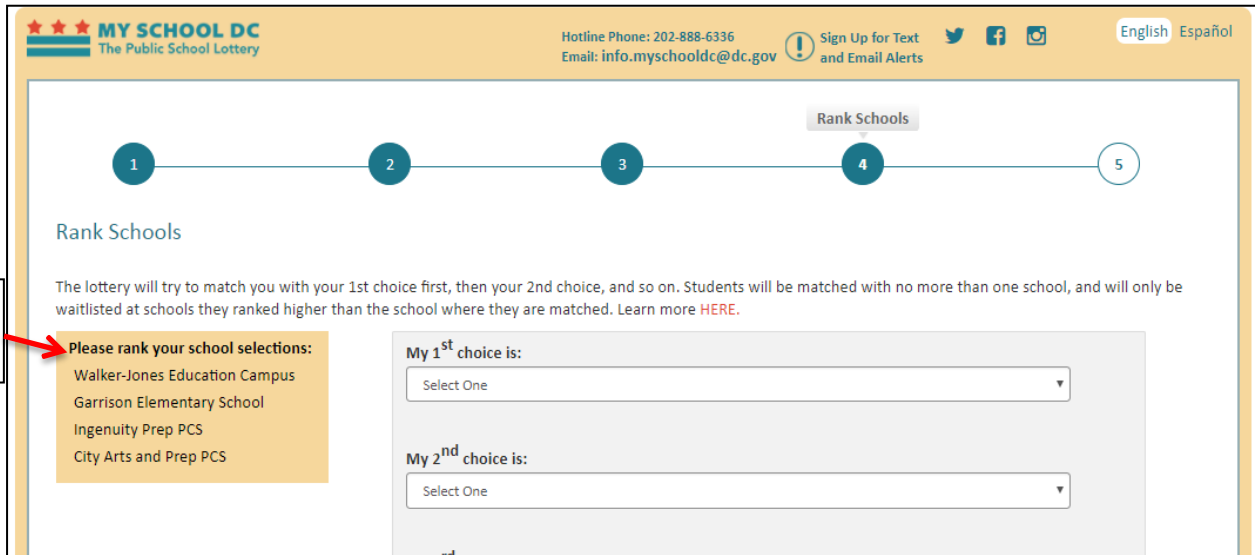 MY SCHOOL DC
The Public School Lottery
Hotline Phone: 202-888-6336
Email: info.myschooldc@dc.gov
Sign Up for Text
and Email Alerts
English Español
Rank Schools
1 2 3 4 5
Rank Schools
The lottery will try to match you with your 1st choice first, then your 2nd choice, and so on. Students will be matched with no more than one school, and will only be
waitlisted at schools they ranked higher than the school where they are matched. Learn more HERE.
Please rank your school selections:
Walker-Jones Education Campus
Garrison Elementary School
Ingenuity Prep PCS
City Arts and Prep PCS
My 1st choice is:
Select One
My 2nd choice is:
Select One
rd